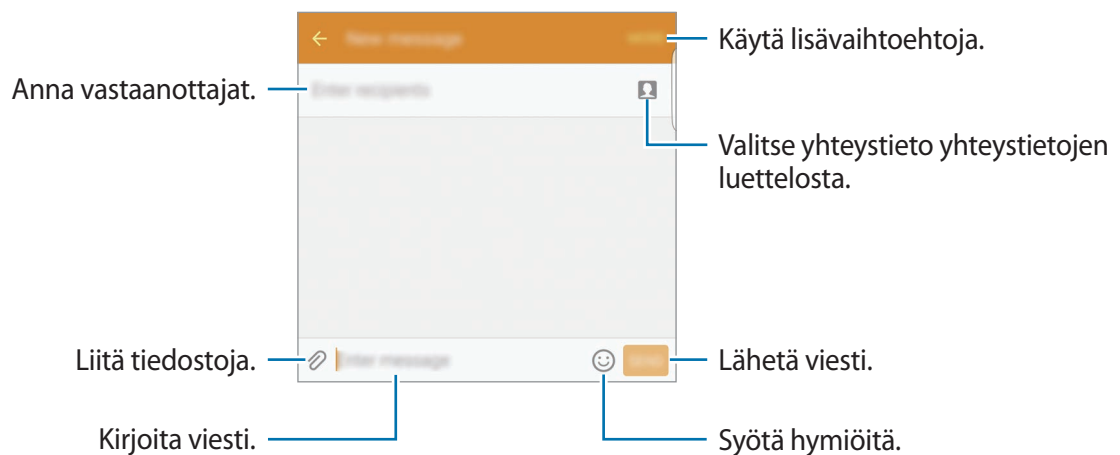 Käytä lisävaihtoehtoja.
Anna vastaanottajat.
Valitse yhteystieto yhteystietojen
luettelosta.
Liitä tiedostoja.
Lähetä viesti.
Kirjoita viesti.
Syötä hymiöitä.